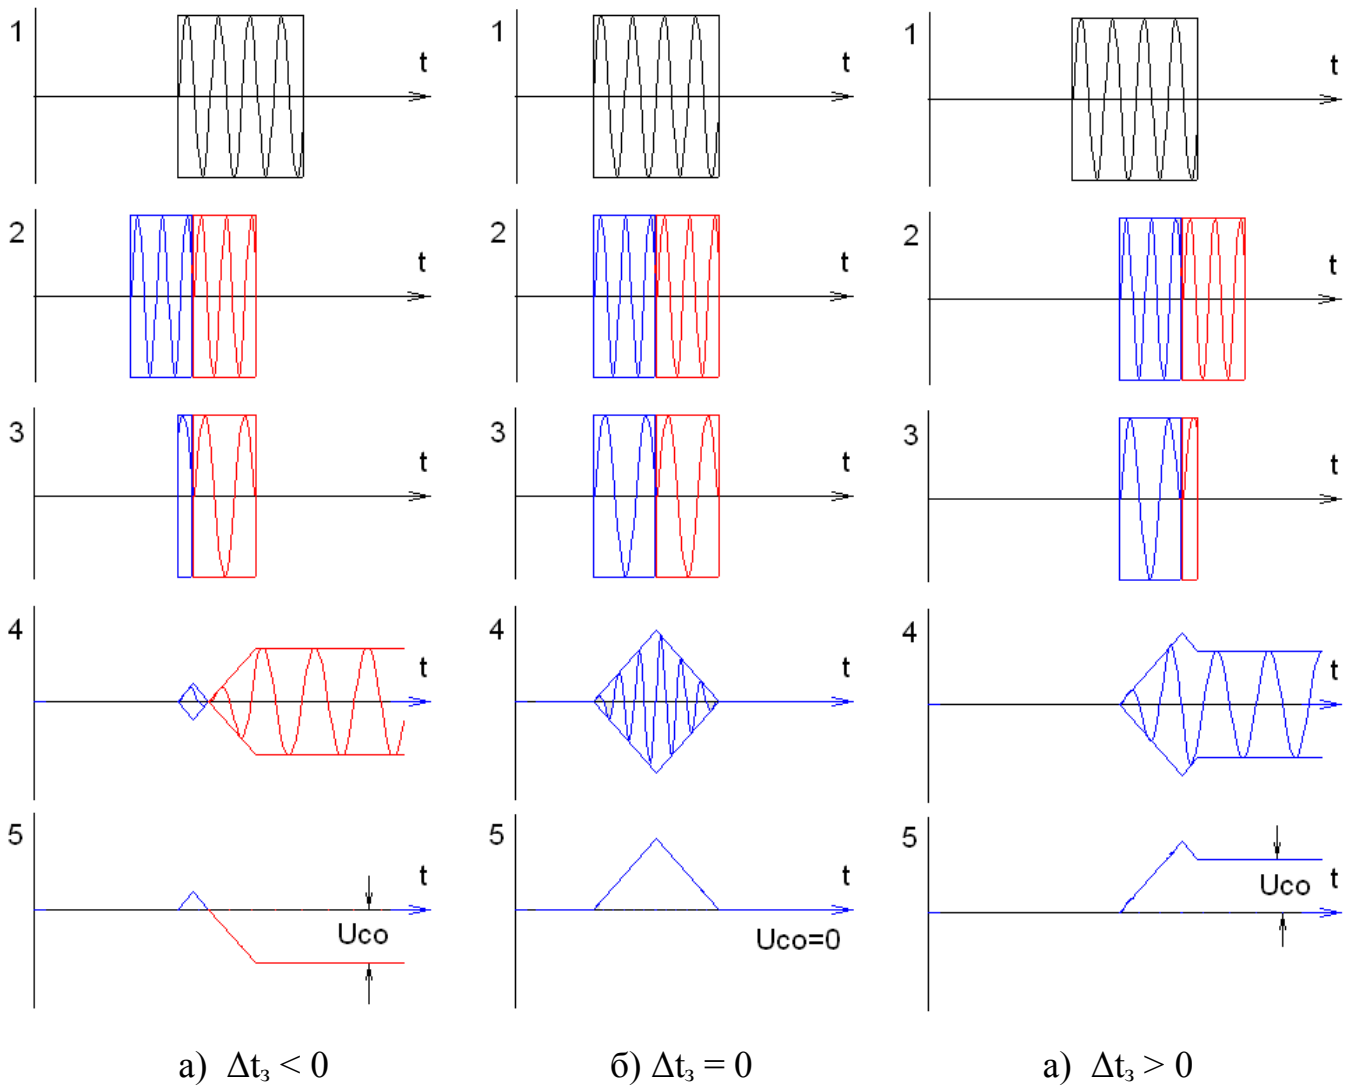 1 t 1 t 1 t
2 t 2 t 2 t
3 t 3 t 3 t
4 t 4 t 4 t
5 t 5 t 5 t
Uco Uco=0 Uco
а) Δtз < 0 б) Δtз = 0 а) Δtз > 0